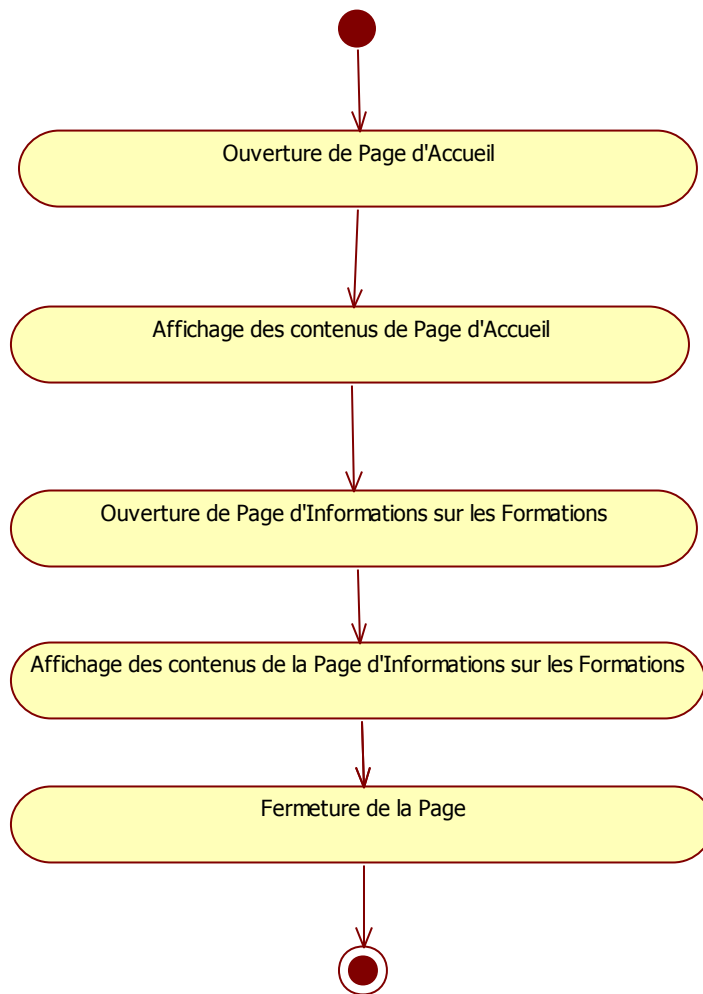 Ouverture de Page d'Accueil
Affichage des contenus de Page d'Accueil
Ouverture de Page d'Informations sur les Formations
Affichage des contenus de la Page d'Informations sur les Formations
Fermeture de la Page